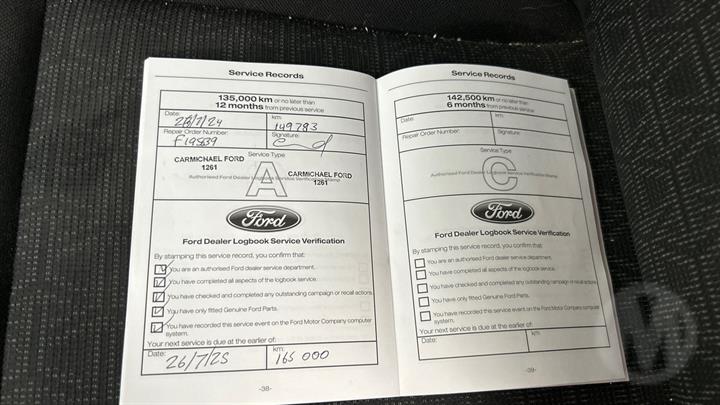 Service Records
135,000 km or no later than
12 months from previous service
Date: 26/7/24
km: 149783
Repair Order Number: F19839
Signature:
Service Type
A
CARMICHAEL FORD
1261
CARMICHAEL FORD
1261
Authorised Ford Dealer Logbook Service Verification Stamp
Ford
Ford Dealer Logbook Service Verification
By stamping this service record, you confirm that:
You are an authorised Ford dealer service department.
You have completed all aspects of the logbook service.
You have checked and completed any outstanding campaign or recall actions.
You have only fitted Genuine Ford Parts.
You have recorded this service event on the Ford Motor Company computer
system.
Your next service is due at the earlier of:
Date: 26/7/25
km: 165 000
-38-
Service Records
142,500 km or no later than
6 months from previous service
Date:
km:
Repair Order Number:
Signature:
Service Type
C
Authorised Ford Dealer Logbook Service Verification Stamp
Ford
Ford Dealer Logbook Service Verification
By stamping this service record, you confirm that:
You are an authorised Ford dealer service department.
You have completed all aspects of the logbook service.
You have checked and completed any outstanding campaign or recall actions.
You have only fitted Genuine Ford Parts.
You have recorded this service event on the Ford Motor Company computer
system.
Your next service is due at the earlier of:
Date:
km:
-39-